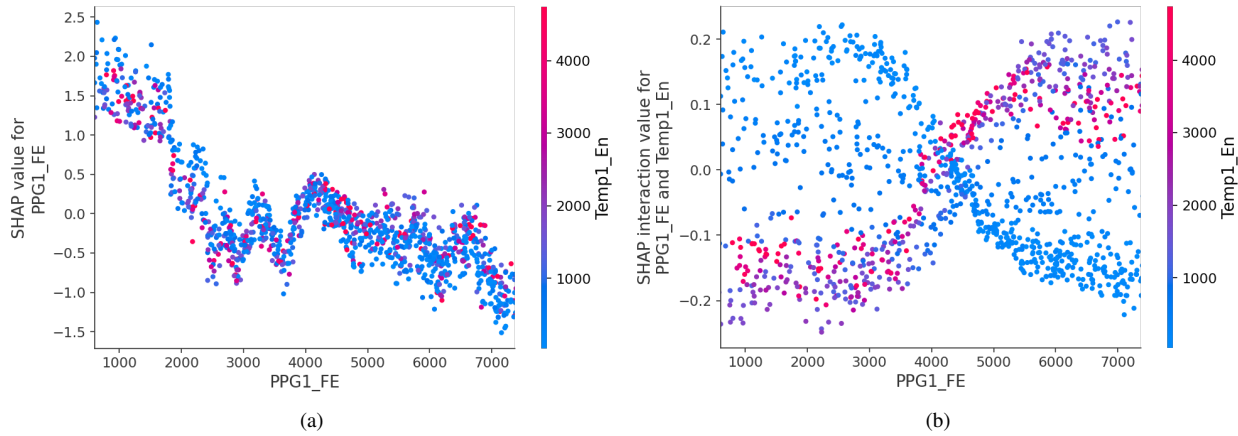 2.5
2.0
1.5
1.0
0.5
0.0
−0.5
−1.0
−1.5
SHAP value for
PPG1_FE
1000 2000 3000 4000 5000 6000 7000
PPG1_FE
4000
3000
2000
1000
Temp1_En
(a)
0.2
0.1
0.0
−0.1
−0.2
SHAP interaction value for
PPG1_FE and Temp1_En
1000 2000 3000 4000 5000 6000 7000
PPG1_FE
4000
3000
2000
1000
Temp1_En
(b)